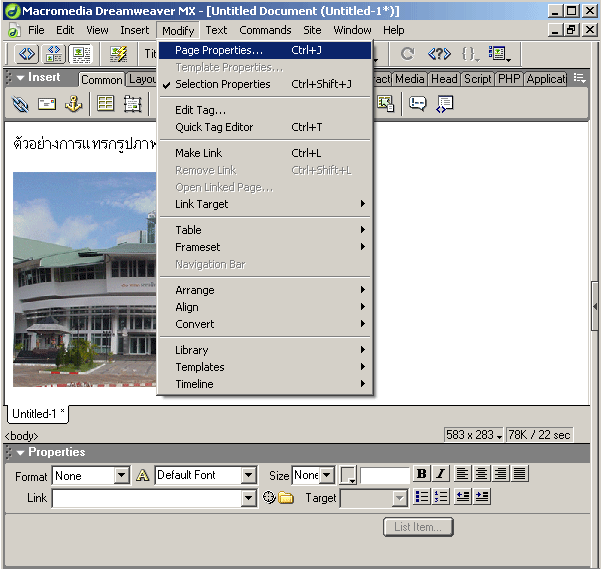 Macromedia Dreamweaver MX - [Untitled Document (Untitled-1*)]
File Edit View Insert Modify Text Commands Site Window Help
Tit
Insert Common Layou ract Media Head Script PHP Applicat
Page Properties... Ctrl+J
Template Properties...
Selection Properties Ctrl+Shift+J
Edit Tag...
Quick Tag Editor Ctrl+T
Make Link Ctrl+L
Remove Link Ctrl+Shift+L
Open Linked Page...
Link Target
Table
Frameset
Navigation Bar
Arrange
Align
Convert
Library
Templates
Timeline
ตัวอย่างการแทรกรูปภาพ
Untitled-1 *
<body> 583 x 283 78K / 22 sec
Properties
Format None A Default Font Size None B I
Link Target
List Item...